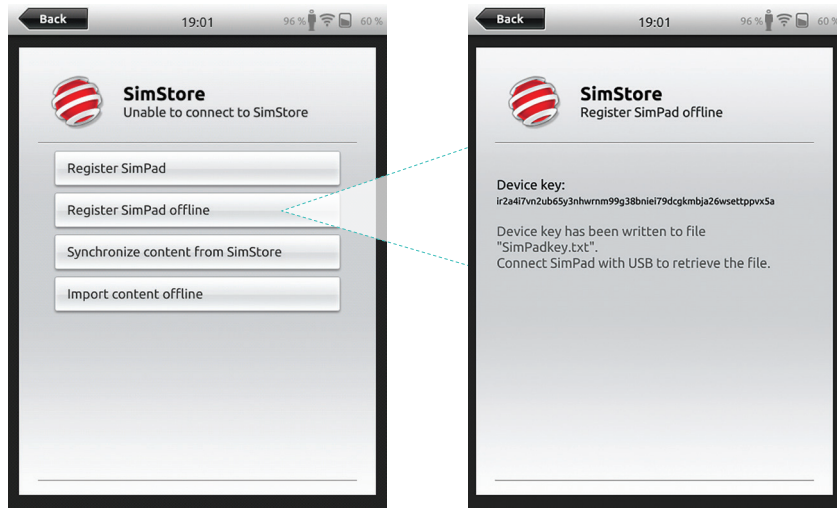 Back 19:01 96 % 60 %
SimStore
Unable to connect to SimStore
Register SimPad
Register SimPad offline
Synchronize content from SimStore
Import content offline
Back 19:01 96 % 60 %
SimStore
Register SimPad offline
Device key:
ir2a4i7vn2ub65y3nhwrnm99g38bniei79dcgkmbja26wsettppvx5a
Device key has been written to file
"SimPadkey.txt".
Connect SimPad with USB to retrieve the file.